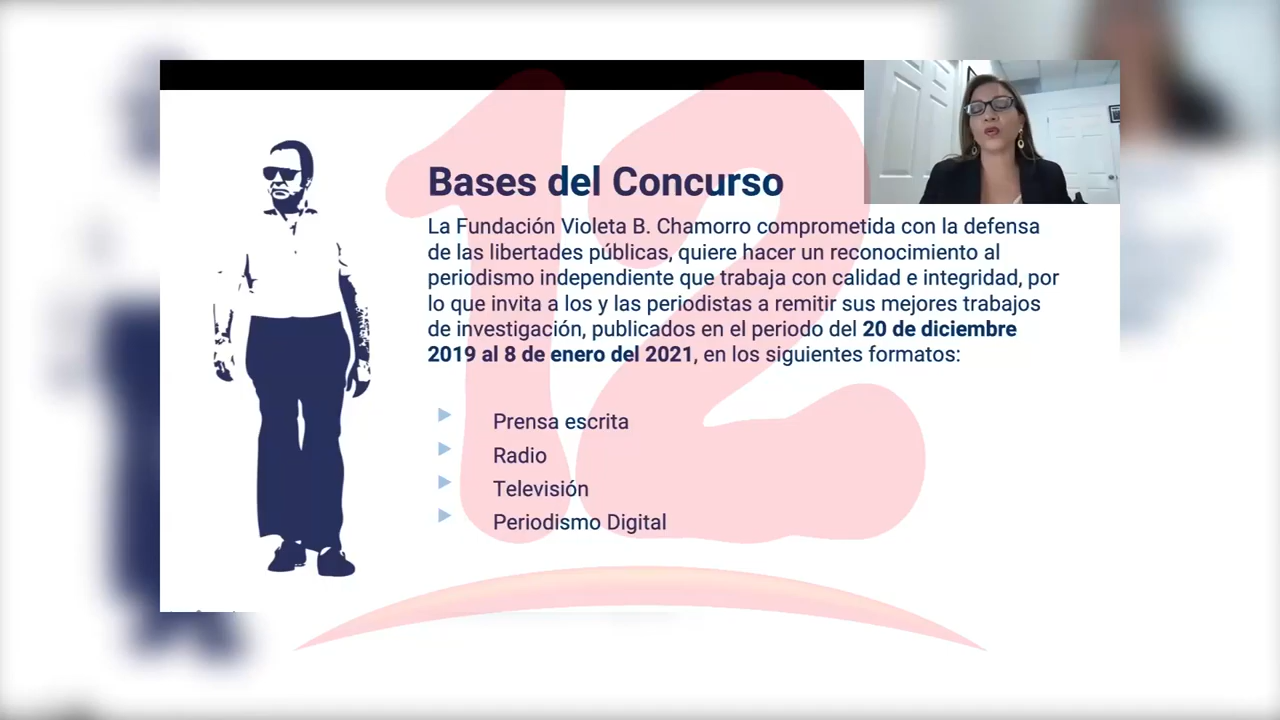 12
Bases del Concurso
La Fundación Violeta B. Chamorro comprometida con la defensa
de las libertades públicas, quiere hacer un reconocimiento al
periodismo independiente que trabaja con calidad e integridad, por
lo que invita a los y las periodistas a remitir sus mejores trabajos
de investigación, publicados en el periodo del 20 de diciembre
2019 al 8 de enero del 2021, en los siguientes formatos:
Prensa escrita
Radio
Televisión
Periodismo Digital